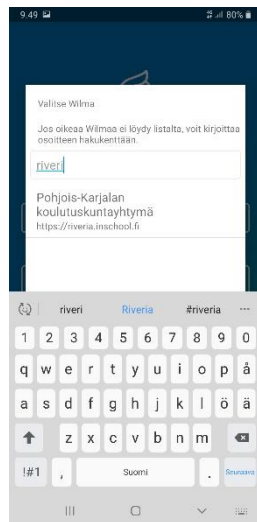 9.49 80%
Valitse Wilma
Jos oikeaa Wilmaa ei löydy listalta, voit kirjoittaa
osoitteen hakukenttään.
riveri
Pohjois-Karjalan
koulutuskuntayhtymä
https://riveria.inschool.fi
riveri Riveria #riveria ...
1 2 3 4 5 6 7 8 9 0
q w e r t y u i o p å
a s d f g h j k l ö ä
z x c v b n m
!#1 , Suomi . Seuraava